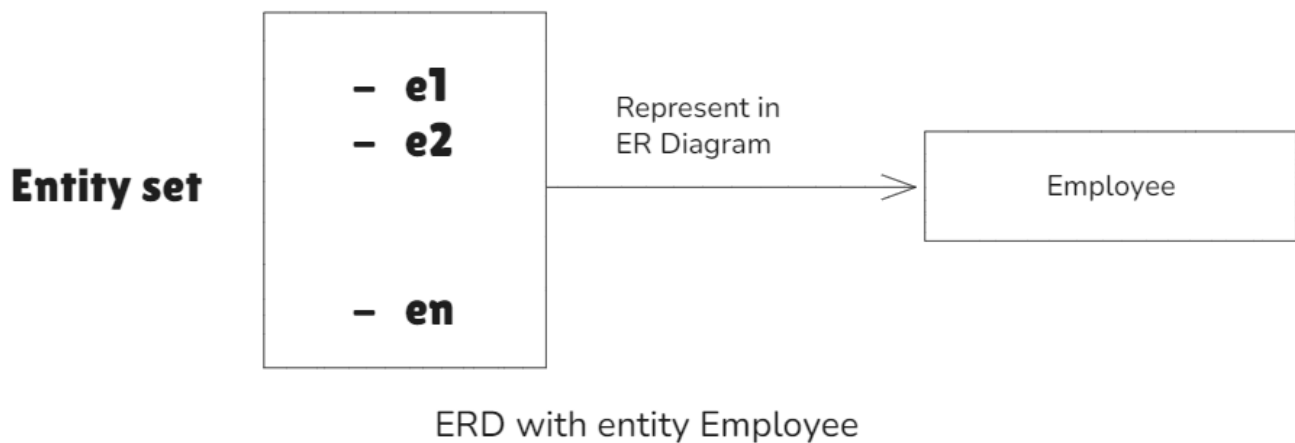 Entity set
- e1
- e2
- en
Represent in
ER Diagram
Employee
ERD with entity Employee